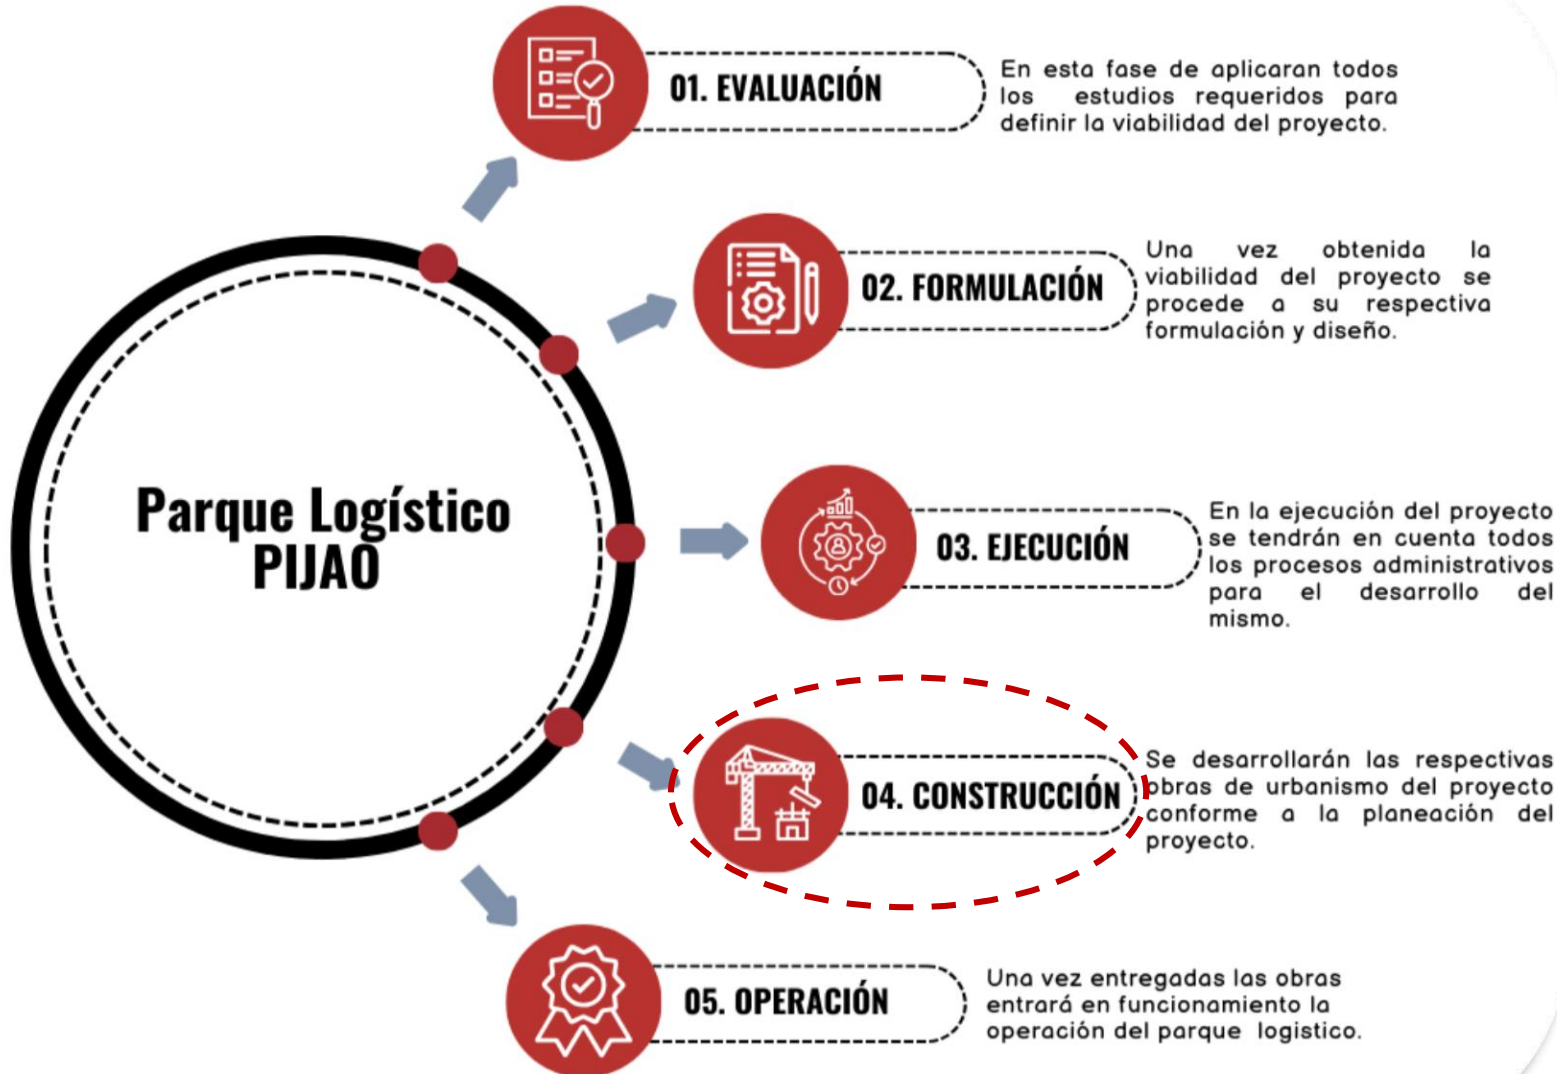 01. EVALUACIÓN
En esta fase de aplicaran todos
los estudios requeridos para
definir la viabilidad del proyecto.
02. FORMULACIÓN
Una vez obtenida la
viabilidad del proyecto se
procede a su respectiva
formulación y diseño.
Parque Logístico
PIJAO
03. EJECUCIÓN
En la ejecución del proyecto
se tendrán en cuenta todos
los procesos administrativos
para el desarrollo del
mismo.
04. CONSTRUCCIÓN
Se desarrollarán las respectivas
obras de urbanismo del proyecto
conforme a la planeación del
proyecto.
05. OPERACIÓN
Una vez entregadas las obras
entrará en funcionamiento la
operación del parque logistico.